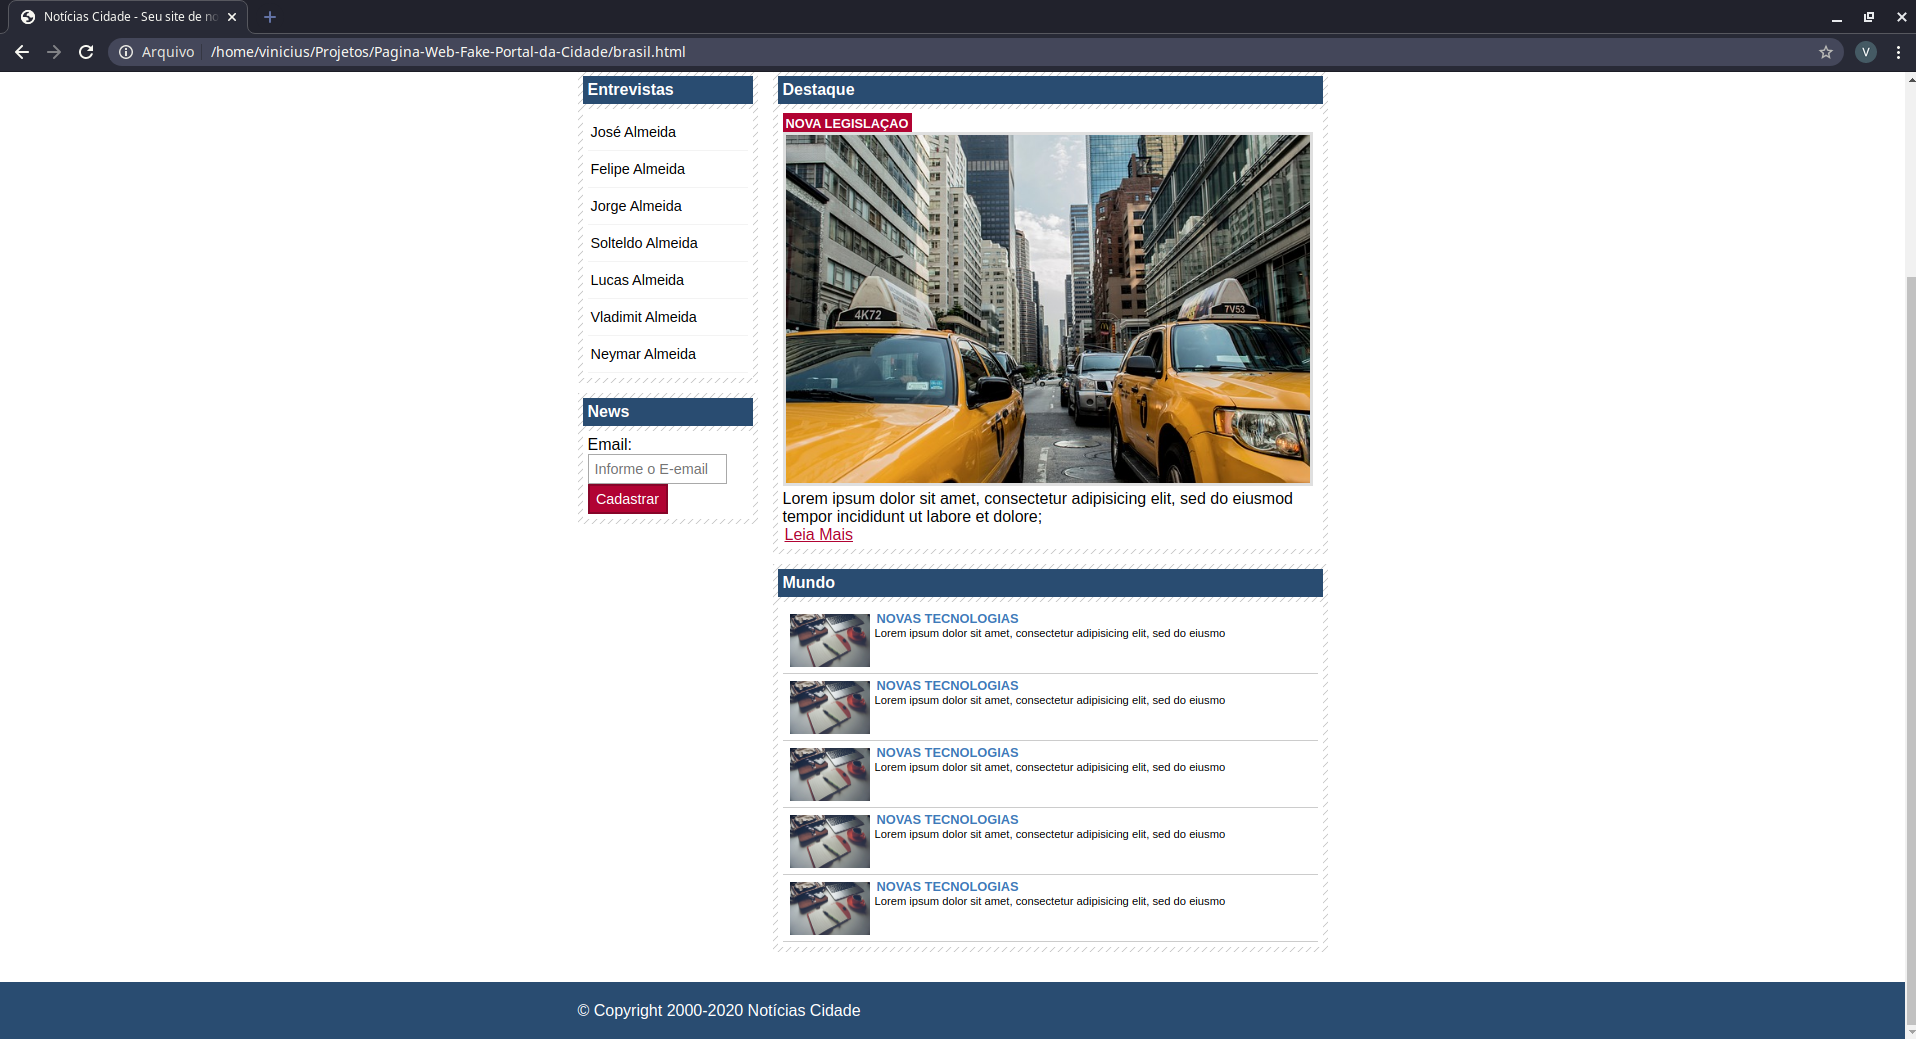 Notícias Cidade - Seu site de no
Arquivo
/home/vinicius/Projetos/Pagina-Web-Fake-Portal-da-Cidade/brasil.html
V
Entrevistas
José Almeida
Felipe Almeida
Jorge Almeida
Solteldo Almeida
Lucas Almeida
Vladimit Almeida
Neymar Almeida
News
Email:
Informe o E-email
Cadastrar
Destaque
NOVA LEGISLAÇAO
4K72
7V53
Lorem ipsum dolor sit amet, consectetur adipisicing elit, sed do eiusmod
tempor incididunt ut labore et dolore;
Leia Mais
Mundo
NOVAS TECNOLOGIAS
Lorem ipsum dolor sit amet, consectetur adipisicing elit, sed do eiusmo
NOVAS TECNOLOGIAS
Lorem ipsum dolor sit amet, consectetur adipisicing elit, sed do eiusmo
NOVAS TECNOLOGIAS
Lorem ipsum dolor sit amet, consectetur adipisicing elit, sed do eiusmo
NOVAS TECNOLOGIAS
Lorem ipsum dolor sit amet, consectetur adipisicing elit, sed do eiusmo
NOVAS TECNOLOGIAS
Lorem ipsum dolor sit amet, consectetur adipisicing elit, sed do eiusmo
© Copyright 2000-2020 Notícias Cidade